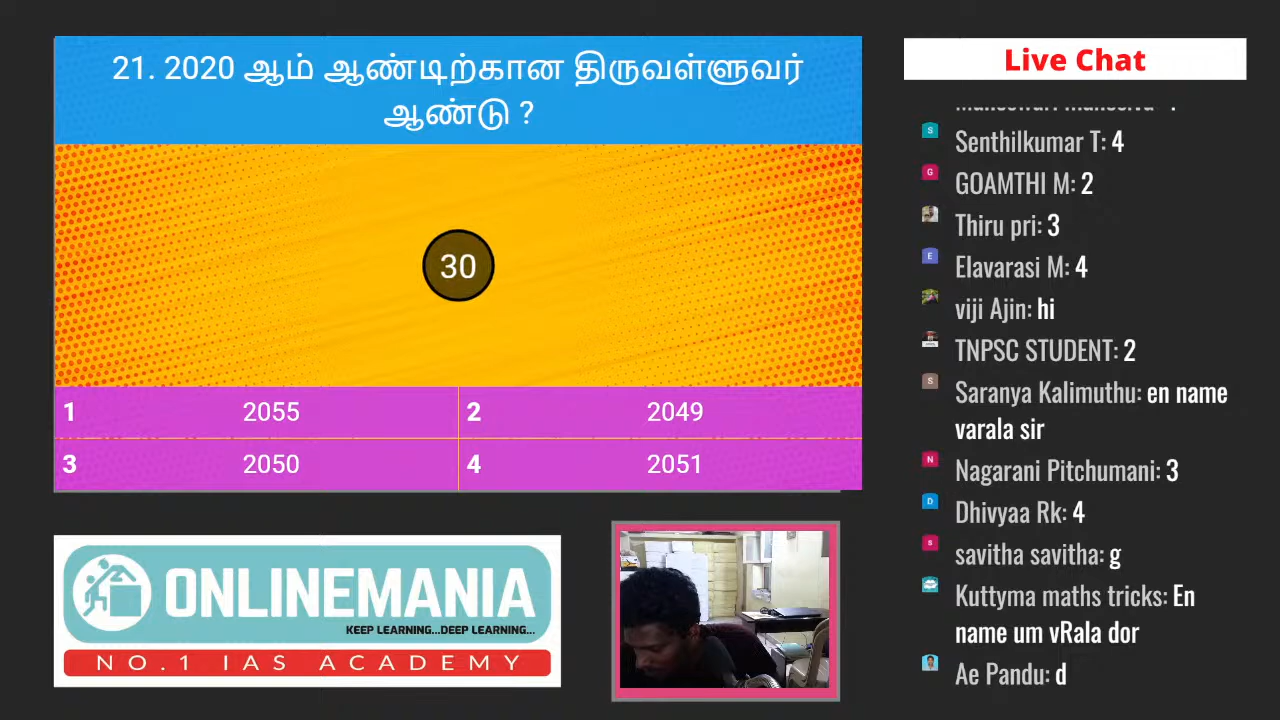 21. 2020 ஆம் ஆண்டிற்கான திருவள்ளுவர்
ஆண்டு ?
30
1 2055
2 2049
3 2050
4 2051
ONLINEMANIA
KEEP LEARNING...DEEP LEARNING...
NO.1 IAS ACADEMY
Live Chat
S Senthilkumar T: 4
G GOAMTHI M: 2
Thiru pri: 3
E Elavarasi M: 4
viji Ajin: hi
TNPSC STUDENT: 2
S Saranya Kalimuthu: en name
varala sir
N Nagarani Pitchumani: 3
D Dhivyaa Rk: 4
s savitha savitha: g
Kuttyma maths tricks: En
name um vRala dor
Ae Pandu: d